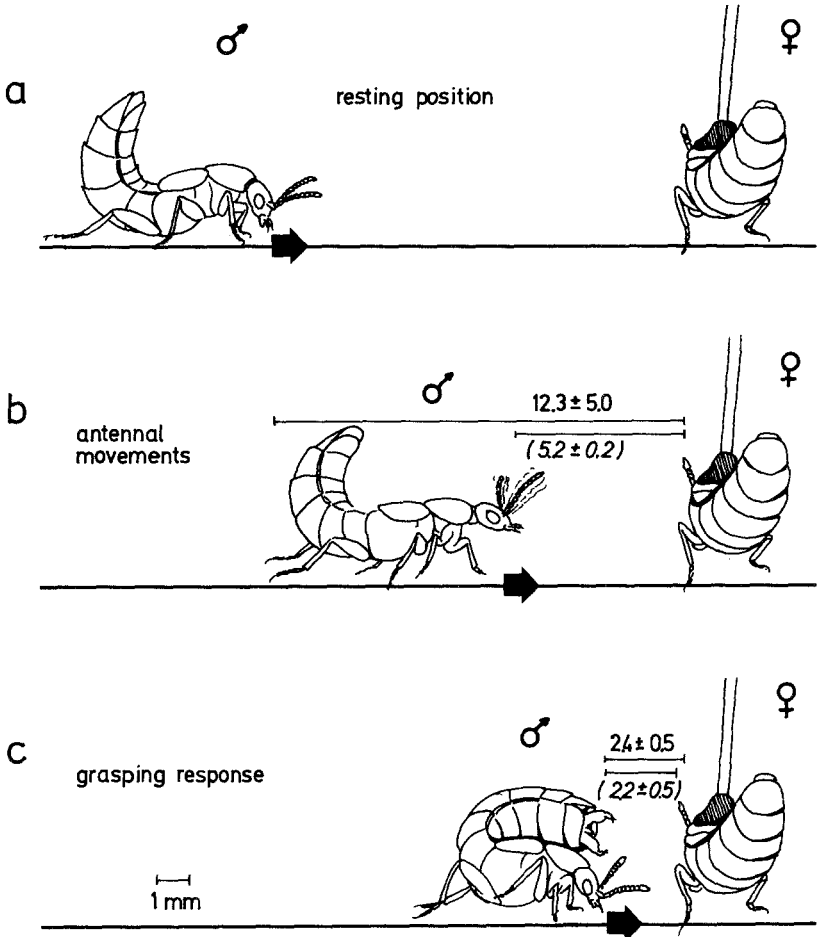 ♂ ♀
a resting position
♂ ♀
b 12.3 ± 5.0
antennal (5.2 ± 0.2)
movements
♂ ♀
c 2.4 ± 0.5
grasping response (2.2 ± 0.5)
1 mm